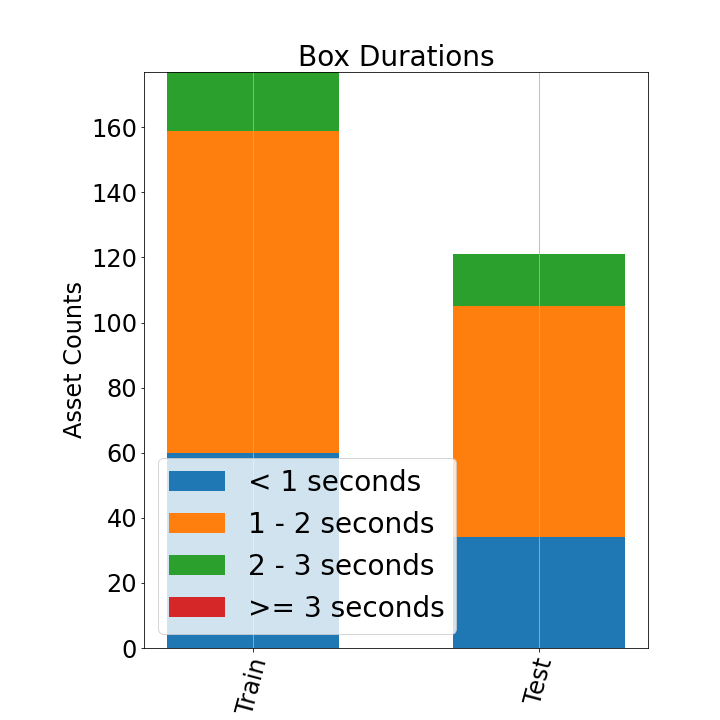 Box Durations
Asset Counts
160
140
120
100
80
60
40
20
0
< 1 seconds
1 - 2 seconds
2 - 3 seconds
>= 3 seconds
Train
Test